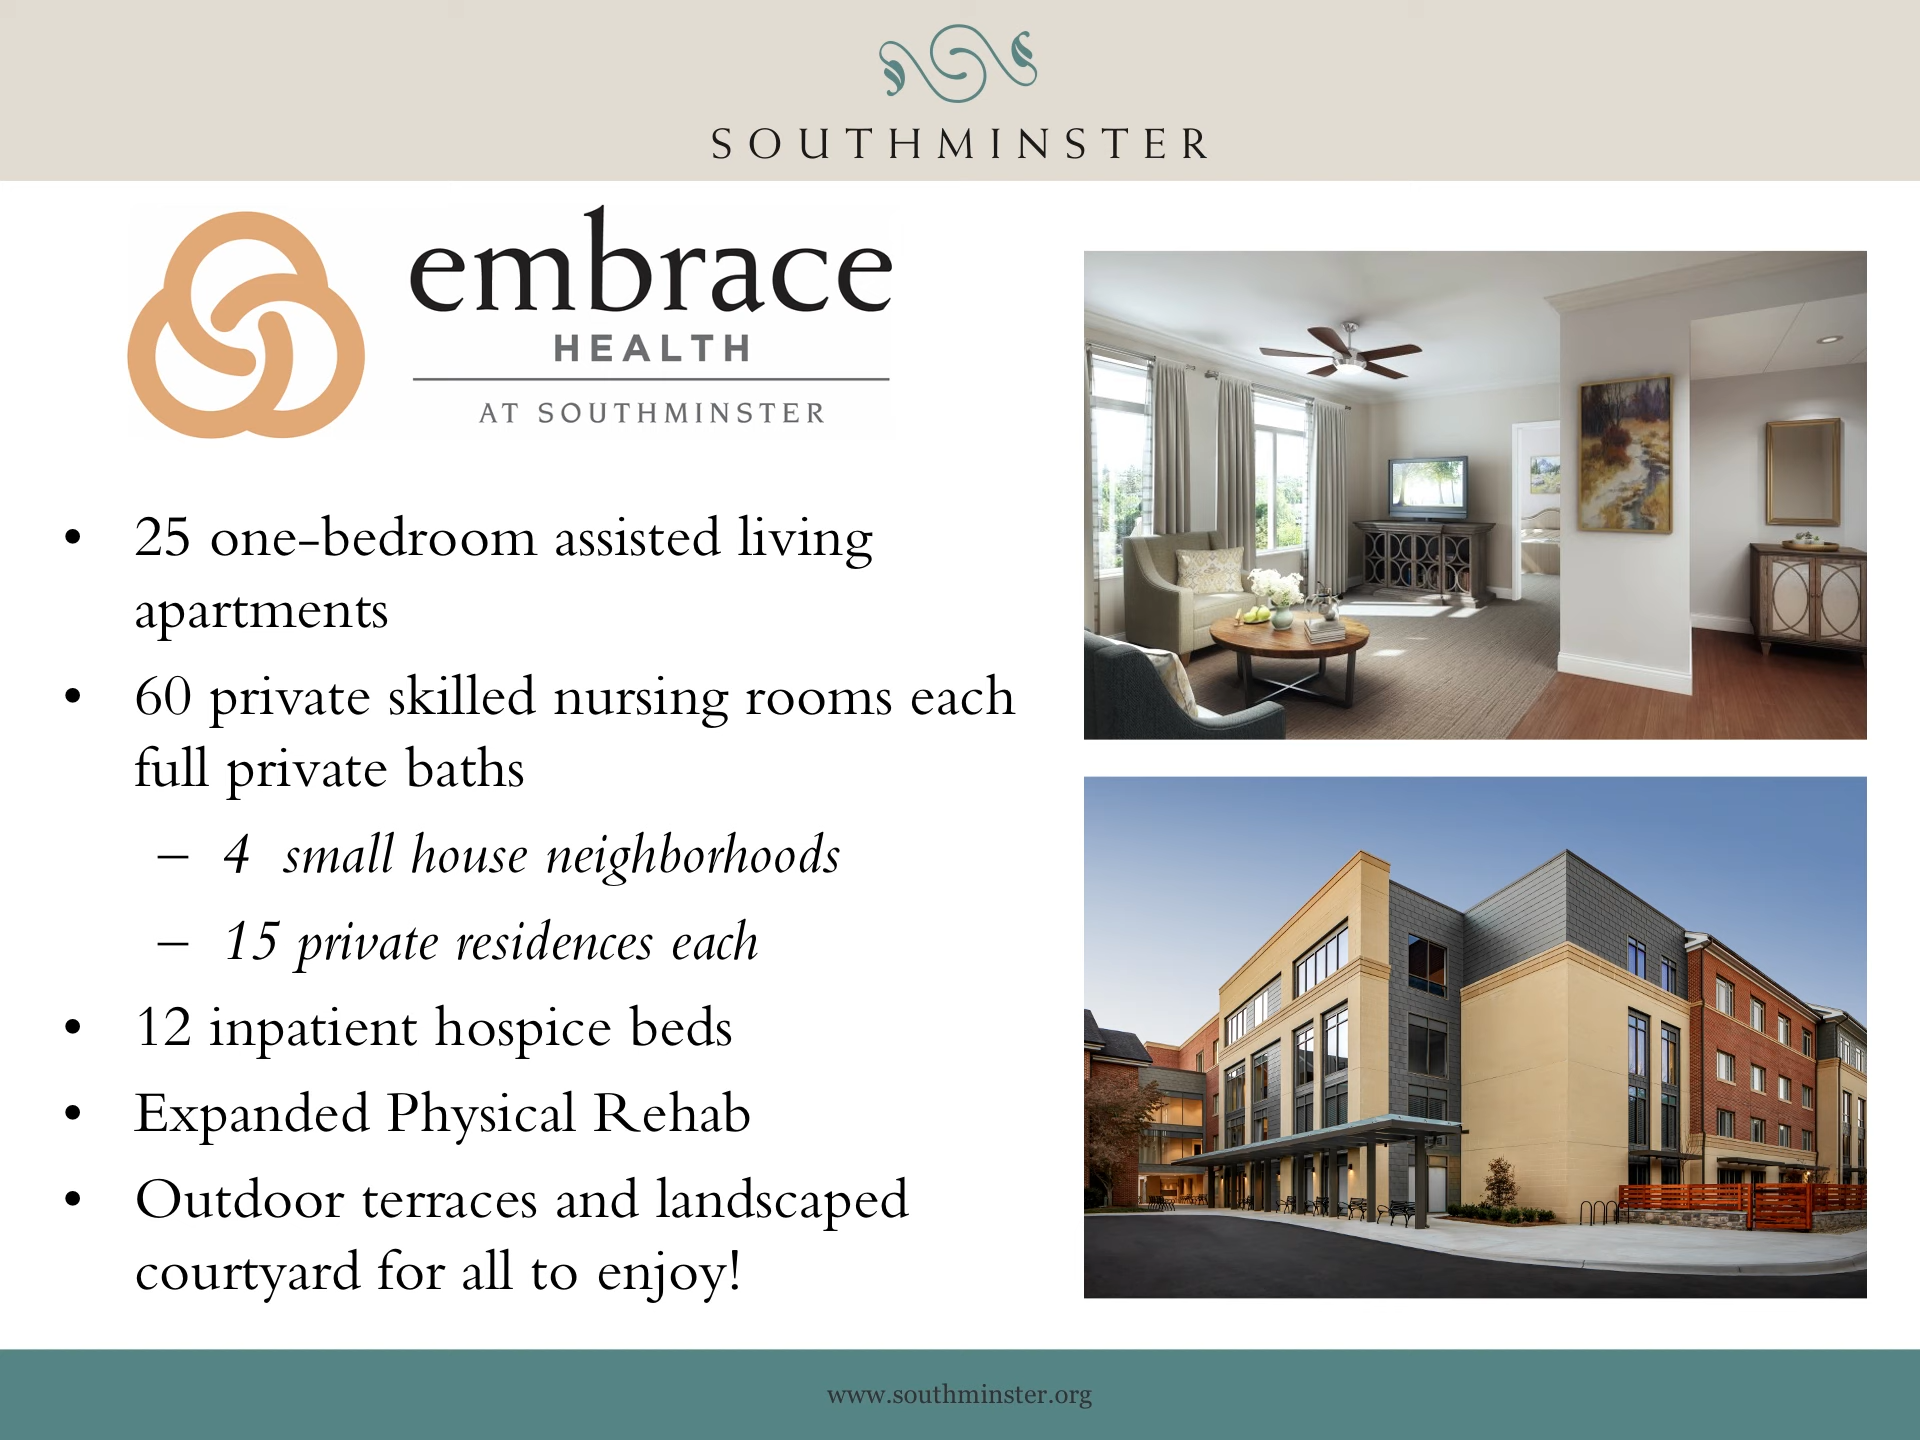 SOUTHMINSTER
embrace
HEALTH
AT SOUTHMINSTER
• 25 one-bedroom assisted living
apartments
• 60 private skilled nursing rooms each
full private baths
– 4 small house neighborhoods
– 15 private residences each
• 12 inpatient hospice beds
• Expanded Physical Rehab
• Outdoor terraces and landscaped
courtyard for all to enjoy!
www.southminster.org